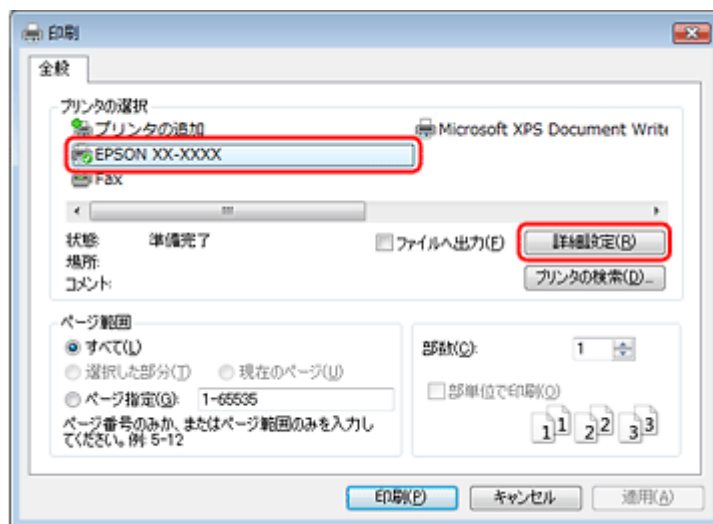 印刷
全般
プリンタの選択
プリンタの追加
Microsoft XPS Document Write
EPSON XX-XXXX
Fax
状態: 準備完了
ファイルへ出力(F)
詳細設定(R)
場所:
コメント:
プリンタの検索(D)...
ページ範囲
すべて(L)
選択した部分(T) 現在のページ(U)
ページ指定(G): 1-65535
ページ番号のみか、またはページ範囲のみを入力し
てください。例: 5-12
部数(C): 1
部単位で印刷(O)
1 1 2 2 3 3
印刷(P) キャンセル 適用(A)